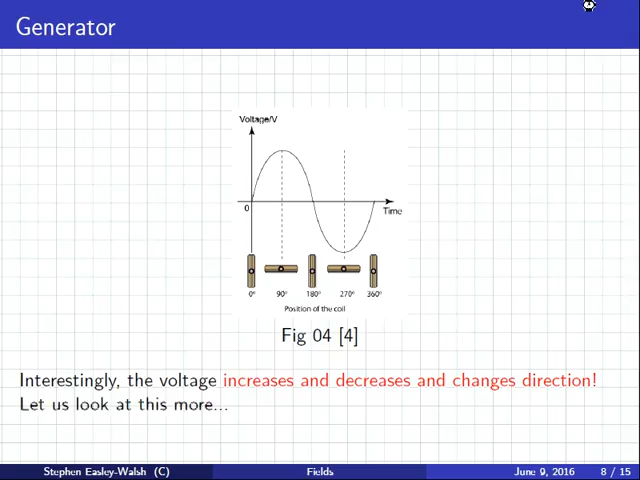 Generator
Voltage/V
0
Time
0° 90° 180° 270° 360°
Position of the coil
Fig 04 [4]
Interestingly, the voltage increases and decreases and changes direction!
Let us look at this more...
Stephen Easley-Walsh (C) Fields June 9, 2016 8 / 15